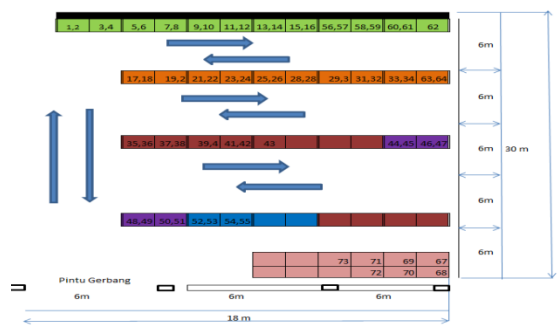 1,2 3,4 5,6 7,8 9,10 11,12 13,14 15,16 56,57 58,59 60,61 62
6m
17,18 19,2 21,22 23,24 25,26 28,28 29,3 31,32 33,34 63,64
6m
35,36 37,38 39,4 41,42 43 44,45 46,47
6m 30 m
6m
48,49 50,51 52,53 54,55
6m
73 71 69 67
72 70 68
Pintu Gerbang
6m 6m 6m
18 m